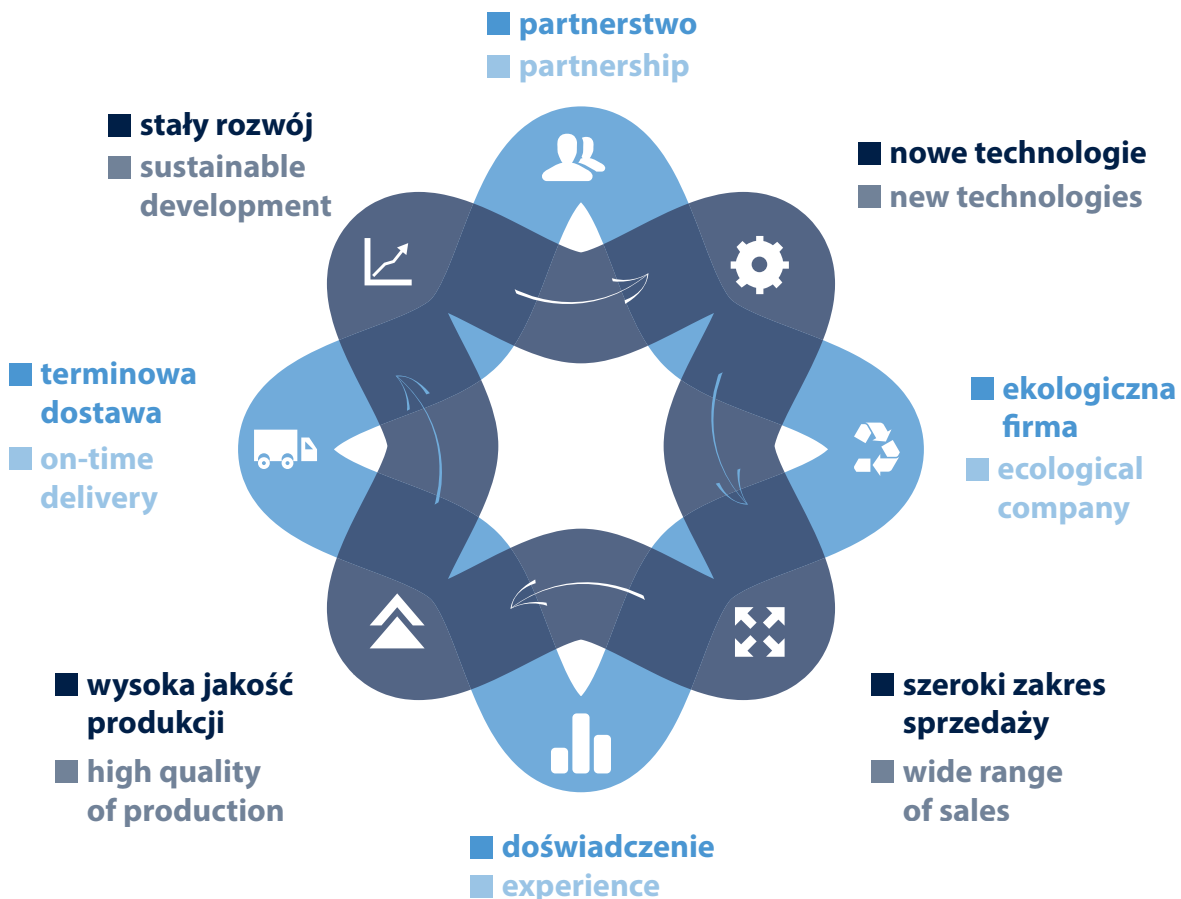 partnerstwo
partnership
stały rozwój
sustainable
development
nowe technologie
new technologies
terminowa
dostawa
on-time
delivery
ekologiczna
firma
ecological
company
wysoka jakość
produkcji
high quality
of production
szeroki zakres
sprzedaży
wide range
of sales
doświadczenie
experience